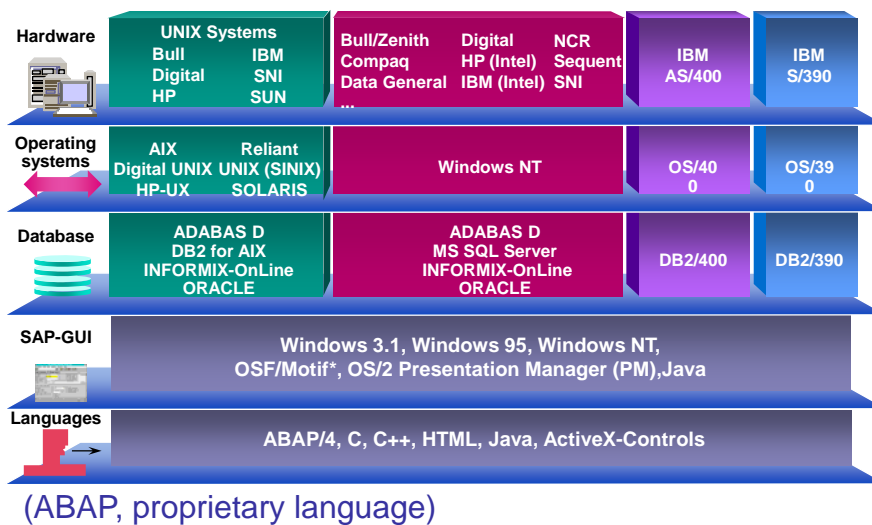 Hardware
UNIX Systems
Bull IBM
Digital SNI
HP SUN
Bull/Zenith Digital NCR
Compaq HP (Intel) Sequent
Data General IBM (Intel) SNI
...
IBM
AS/400
IBM
S/390
Operating
systems
AIX Reliant
Digital UNIX UNIX (SINIX)
HP-UX SOLARIS
Windows NT
OS/40
0
OS/39
0
Database
ADABAS D
DB2 for AIX
INFORMIX-OnLine
ORACLE
ADABAS D
MS SQL Server
INFORMIX-OnLine
ORACLE
DB2/400
DB2/390
SAP-GUI
Windows 3.1, Windows 95, Windows NT,
OSF/Motif*, OS/2 Presentation Manager (PM),Java
Languages
ABAP/4, C, C++, HTML, Java, ActiveX-Controls
(ABAP, proprietary language)